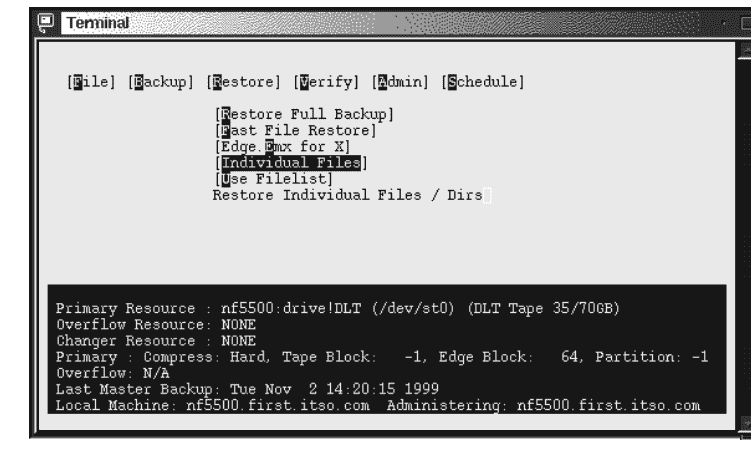 Terminal
[File] [Backup] [Restore] [Verify] [Admin] [Schedule]
[Restore Full Backup]
[Fast File Restore]
[Edge.Emx for X]
[Individual Files]
[Use Filelist]
Restore Individual Files / Dirs
Primary Resource : nf5500:drive!DLT (/dev/st0) (DLT Tape 35/70GB)
Overflow Resource: NONE
Changer Resource : NONE
Primary : Compress: Hard, Tape Block:   -1, Edge Block:   64, Partition: -1
Overflow: N/A
Last Master Backup: Tue Nov  2 14:20:15 1999
Local Machine: nf5500.first.itso.com  Administering: nf5500.first.itso.com